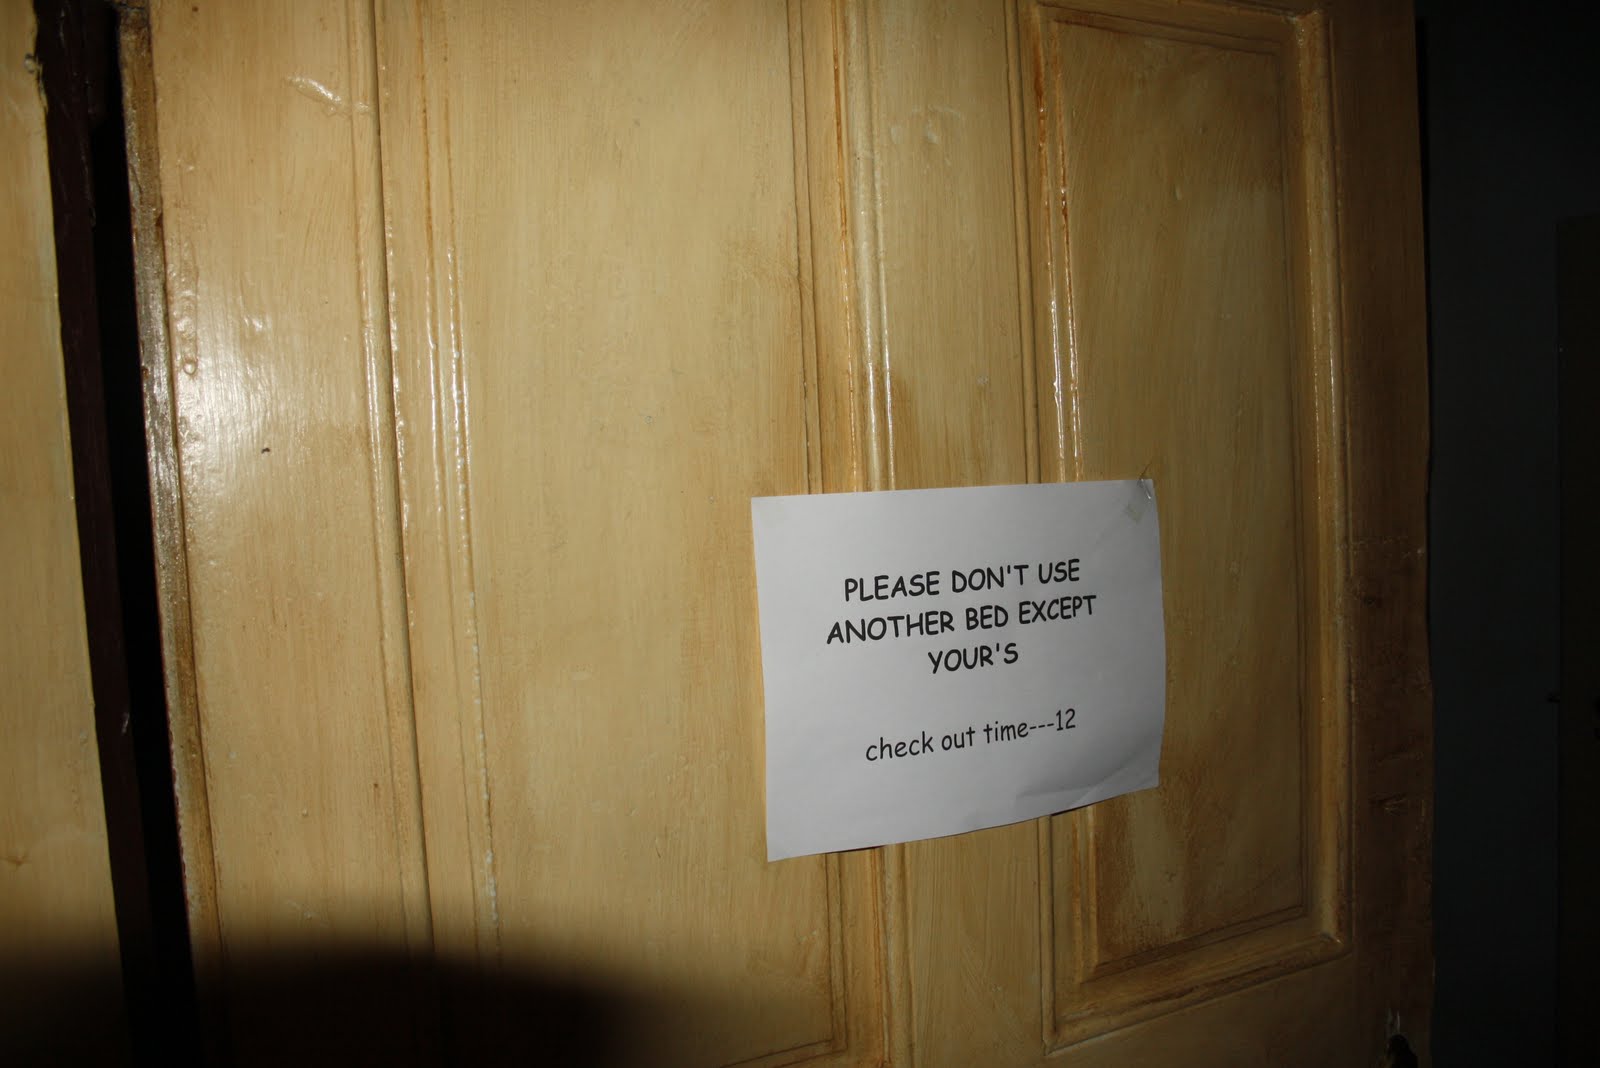 PLEASE DON'T USE
ANOTHER BED EXCEPT
YOUR'S
check out time---12